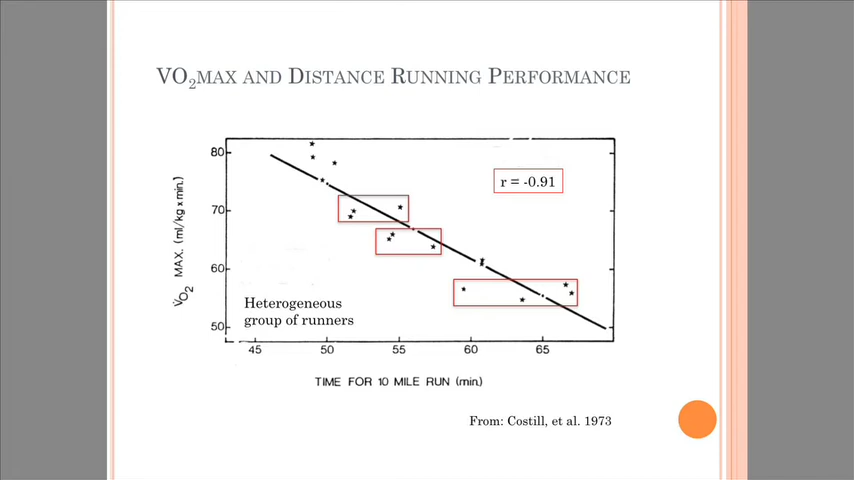 VO2MAX AND DISTANCE RUNNING PERFORMANCE
80
70
60
50
V̇O2 MAX. (ml/kg x min.)
r = -0.91
Heterogeneous
group of runners
45 50 55 60 65
TIME FOR 10 MILE RUN (min.)
From: Costill, et al. 1973